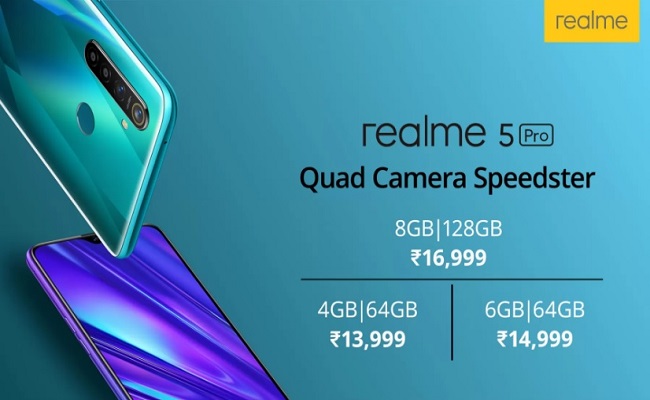 realme
realme 5 Pro
Quad Camera Speedster
8GB|128GB
₹16,999
4GB|64GB
₹13,999
6GB|64GB
₹14,999